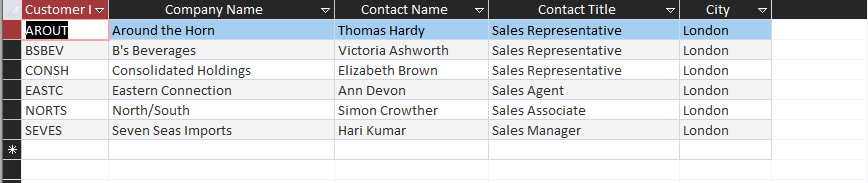 Customer I Company Name Contact Name Contact Title City
AROUT Around the Horn Thomas Hardy Sales Representative London
BSBEV B's Beverages Victoria Ashworth Sales Representative London
CONSH Consolidated Holdings Elizabeth Brown Sales Representative London
EASTC Eastern Connection Ann Devon Sales Agent London
NORTS North/South Simon Crowther Sales Associate London
SEVES Seven Seas Imports Hari Kumar Sales Manager London